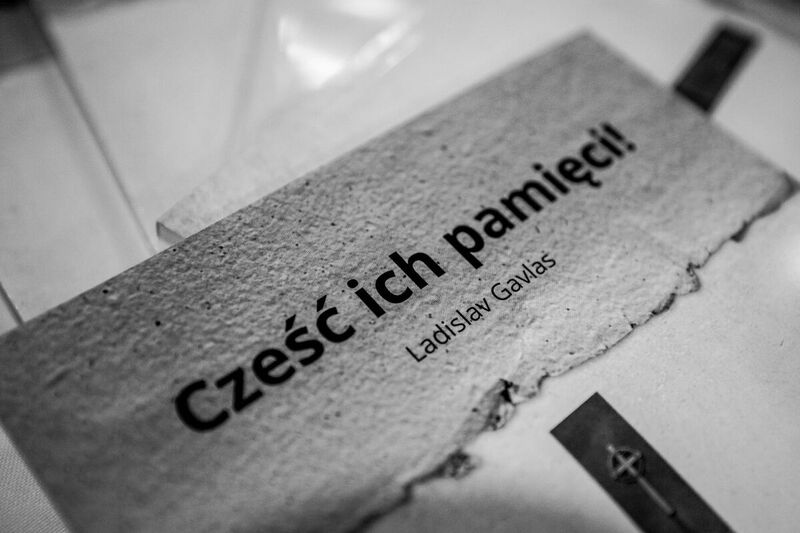 Cześć ich pamięci!
Ladislav Gavlas